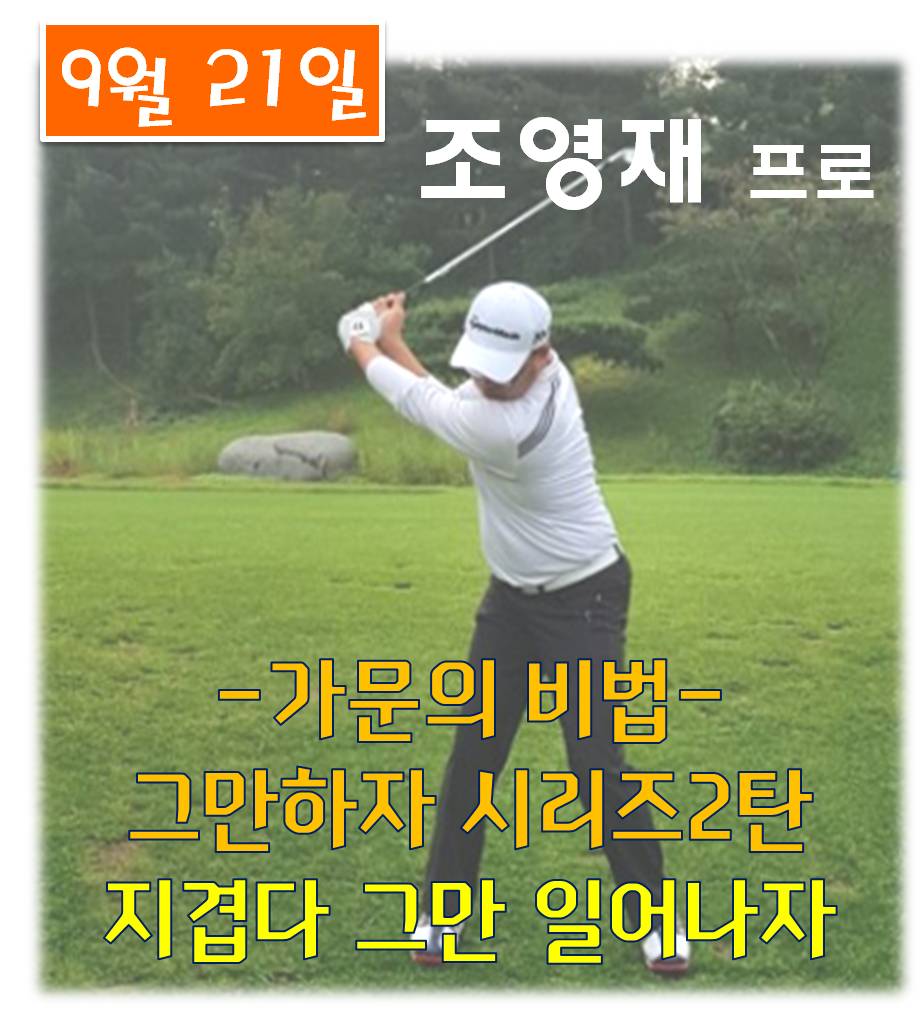 9월 21일
조영재 프로
-가문의 비법-
그만하자 시리즈2탄
지겹다 그만 일어나자